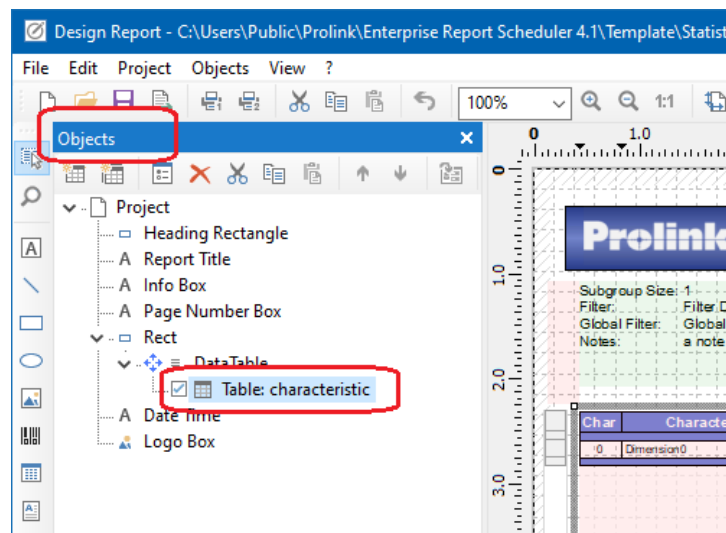 Design Report - C:\Users\Public\Prolink\Enterprise Report Scheduler 4.1\Template\Statist
File Edit Project Objects View ?
100% 1:1
Objects
0 1.0
Project
Heading Rectangle
Report Title
Info Box
Page Number Box
Rect
DataTable
Table: characteristic
Date Time
Logo Box
0
1.0
2.0
3.0
Prolink
Subgroup Size: 1
Filter: Filter D
Global Filter: Global
Notes: a note
Char Characte
0 Dimension0